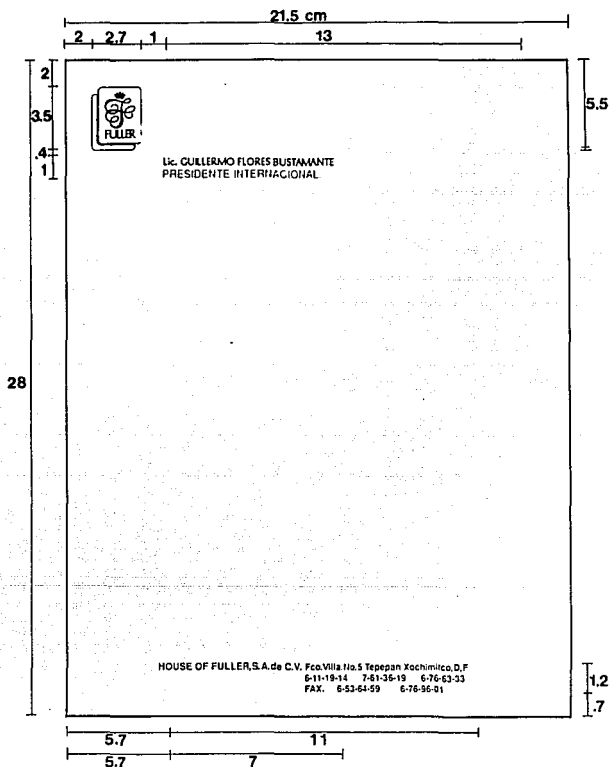 21.5 cm
2 2.7 1 13
2
3.5
.4
1
5.5
FULLER
Lic. GUILLERMO FLORES BUSTAMANTE
PRESIDENTE INTERNACIONAL
28
HOUSE OF FULLER,S.A.de C.V. Fco.Villa.No.5 Tepepan Xochimilco,D.F
6-11-19-14 7-61-36-19 6-76-63-33
FAX. 6-53-64-59 6-76-96-01
1.2
.7
5.7 11
5.7 7